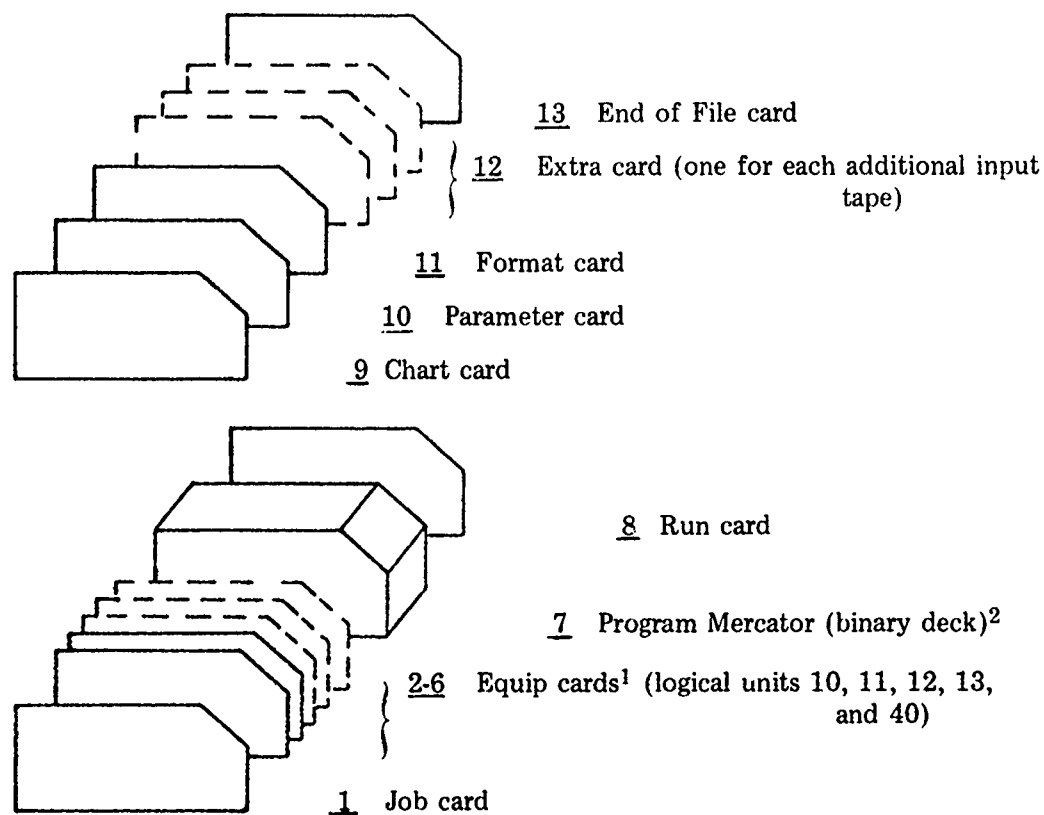 13 End of File card
12 Extra card (one for each additional input
tape)
11 Format card
10 Parameter card
9 Chart card
8 Run card
7 Program Mercator (binary deck)2
2-6 Equip cards1 (logical units 10, 11, 12, 13,
and 40)
1 Job card